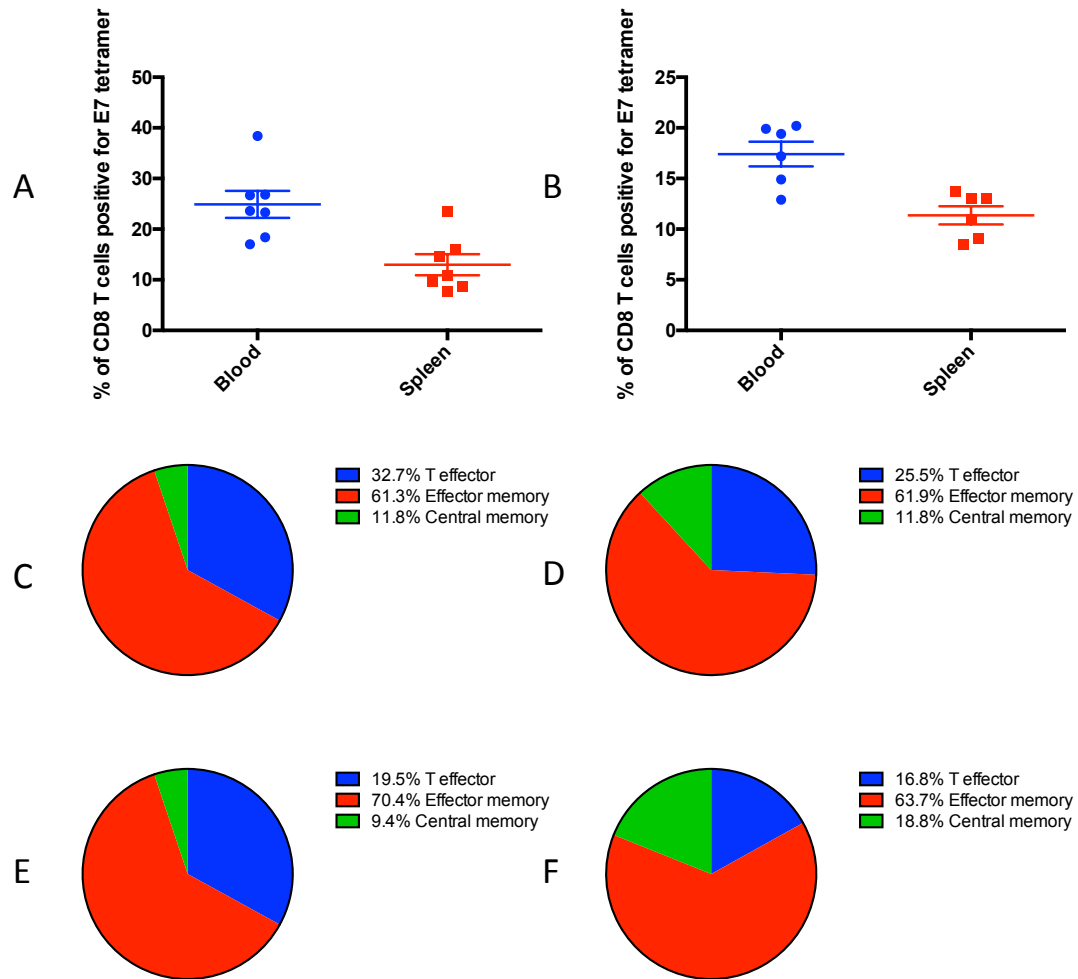 A
% of CD8 T cells positive for E7 tetramer
50
40
30
20
10
0
Blood
Spleen
B
% of CD8 T cells positive for E7 tetramer
25
20
15
10
5
0
Blood
Spleen
C
32.7% T effector
61.3% Effector memory
11.8% Central memory
D
25.5% T effector
61.9% Effector memory
11.8% Central memory
E
19.5% T effector
70.4% Effector memory
9.4% Central memory
F
16.8% T effector
63.7% Effector memory
18.8% Central memory